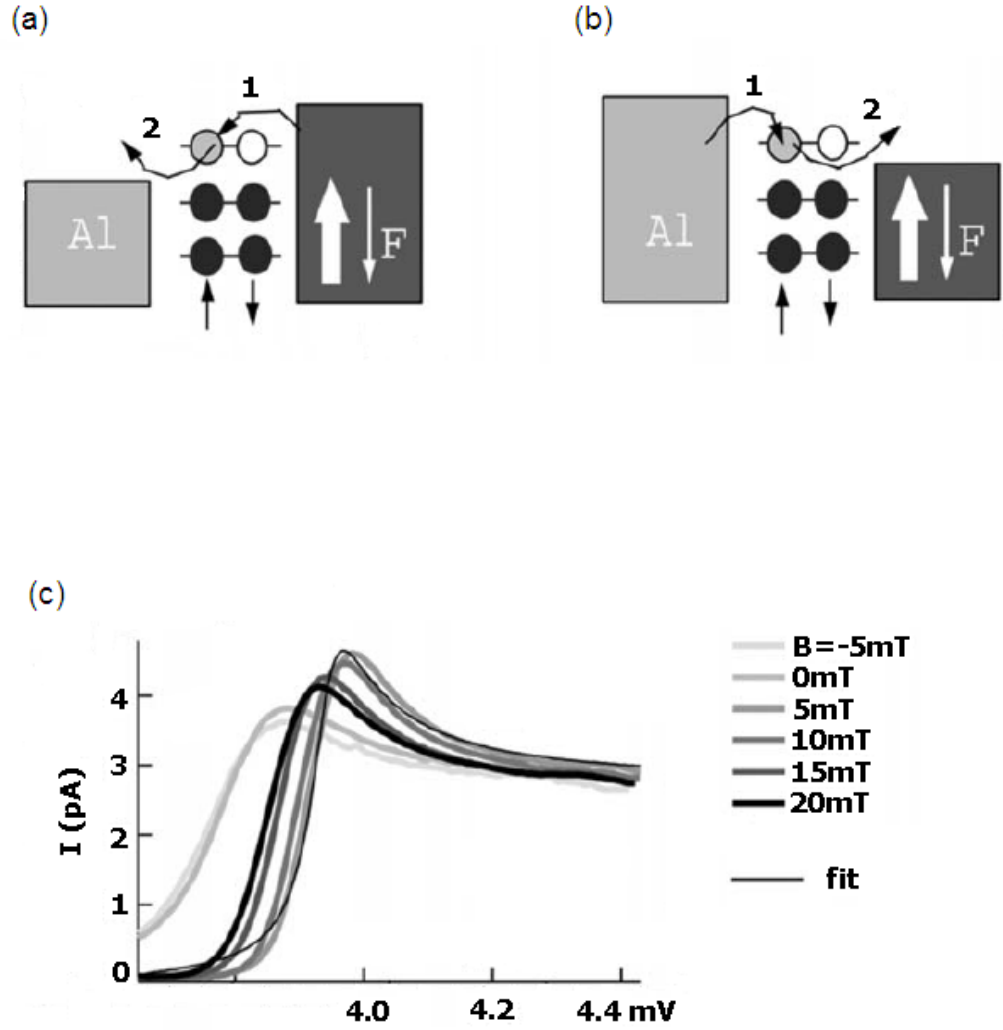 (a)
(b)
1
2
Al
F
1
2
Al
F
(c)
I (pA)
4
3
2
1
0
4.0 4.2 4.4 mV
B=-5mT
0mT
5mT
10mT
15mT
20mT
fit